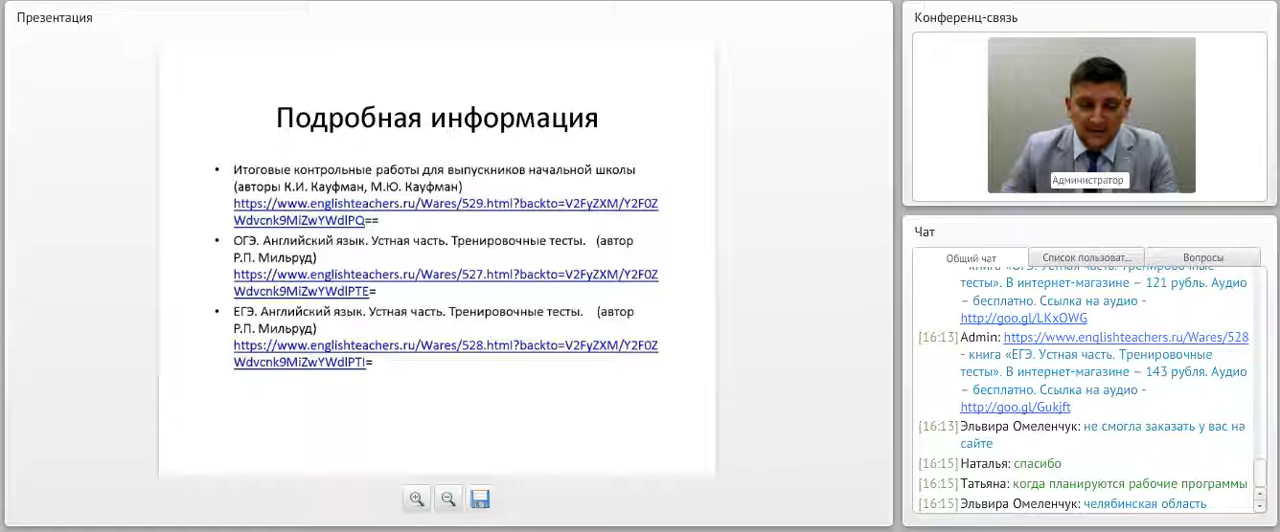 Презентация
Подробная информация
• Итоговые контрольные работы для выпускников начальной школы
(авторы К.И. Кауфман, М.Ю. Кауфман)
https://www.englishteachers.ru/Wares/529.html?backto=V2FyZXM/Y2F0Z
Wdvcnk9MiZwYWdlPQ==
• ОГЭ. Английский язык. Устная часть. Тренировочные тесты. (автор
Р.П. Мильруд)
https://www.englishteachers.ru/Wares/527.html?backto=V2FyZXM/Y2F0Z
Wdvcnk9MiZwYWdlPTE=
• ЕГЭ. Английский язык. Устная часть. Тренировочные тесты. (автор
Р.П. Мильруд)
https://www.englishteachers.ru/Wares/528.html?backto=V2FyZXM/Y2F0Z
Wdvcnk9MiZwYWdlPTI=
Конференц-связь
Администратор
Чат
Общий чат
Список пользоват...
Вопросы
книга «ОГЭ. Устная часть. Тренировочные
тесты». В интернет-магазине – 121 рубль. Аудио
– бесплатно. Ссылка на аудио -
http://goo.gl/LKxOWG
[16:13] Admin: https://www.englishteachers.ru/Wares/528
- книга «ЕГЭ. Устная часть. Тренировочные
тесты». В интернет-магазине – 143 рубля. Аудио
– бесплатно. Ссылка на аудио -
http://goo.gl/Gukjft
[16:13] Эльвира Омеленчук: не смогла заказать у вас на
сайте
[16:15] Наталья: спасибо
[16:15] Татьяна: когда планируются рабочие программы
[16:15] Эльвира Омеленчук: челябинская область